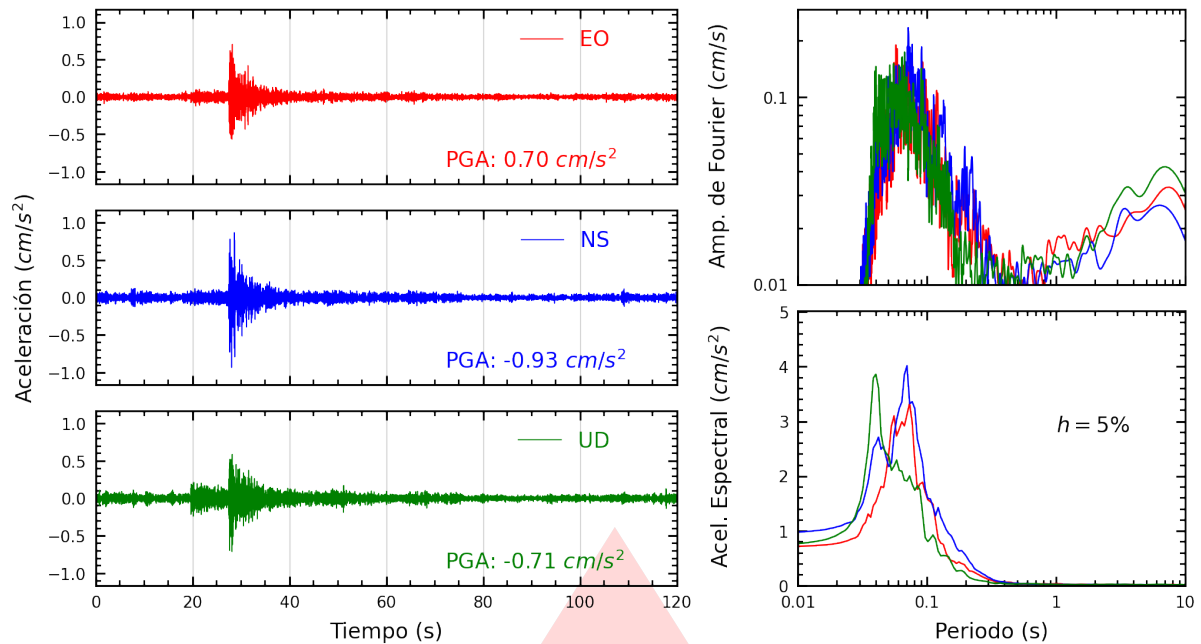 Aceleración (cm/s²)
1.0
0.5
0.0
−0.5
−1.0
EO
PGA: 0.70 cm/s²
1.0
0.5
0.0
−0.5
−1.0
NS
PGA: -0.93 cm/s²
1.0
0.5
0.0
−0.5
−1.0
UD
PGA: -0.71 cm/s²
0 20 40 60 80 100 120
Tiempo (s)
Amp. de Fourier (cm/s)
0.1
0.01
Acel. Espectral (cm/s²)
5
4
3
2
1
0
h = 5%
0.01 0.1 1 10
Periodo (s)